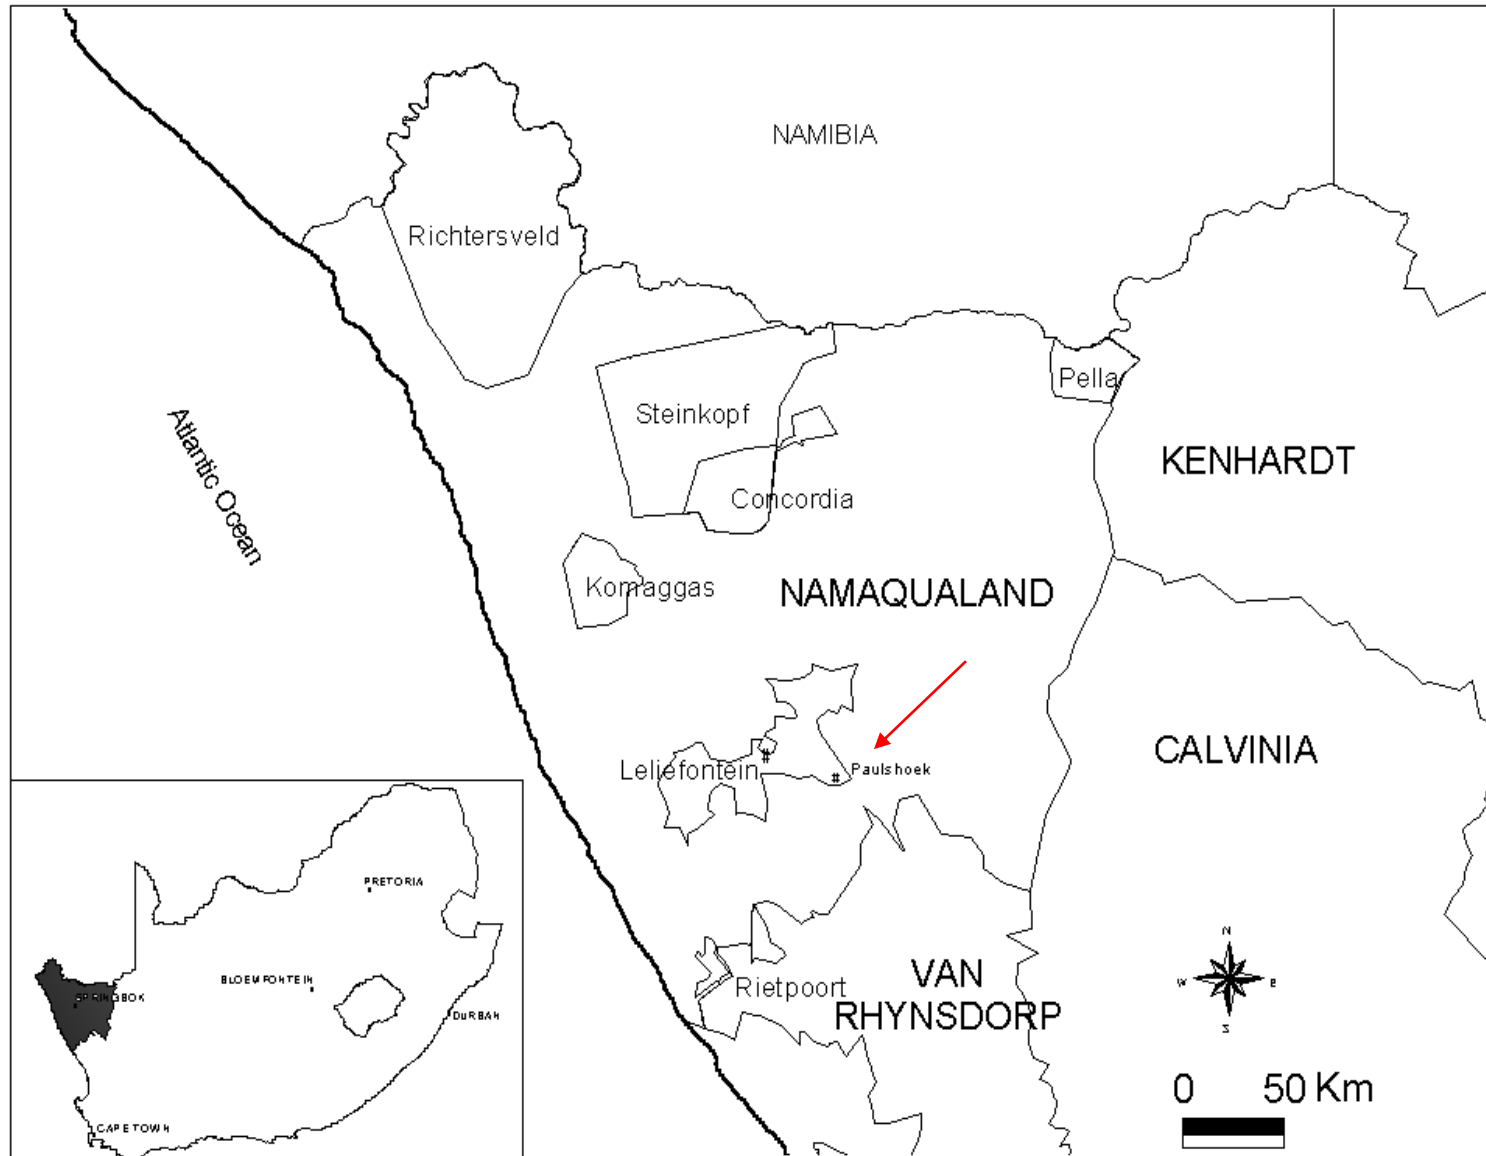 NAMIBIA
Richtersveld
Pella
Steinkopf
Atlantic Ocean
KENHARDT
Concordia
Komaggas
NAMAQUALAND
CALVINIA
Leliefontein
#
#
Paulshoek
PRETORIA
BLOEMFONTEIN
SPRINGBOK
DURBAN
CAPE TOWN
Rietpoort
VAN
RHYNSDORP
N
W
E
S
0 50 Km